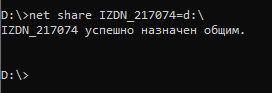 D:\>net share IZDN_217074=d:\
IZDN_217074 успешно назначен общим.
D:\>